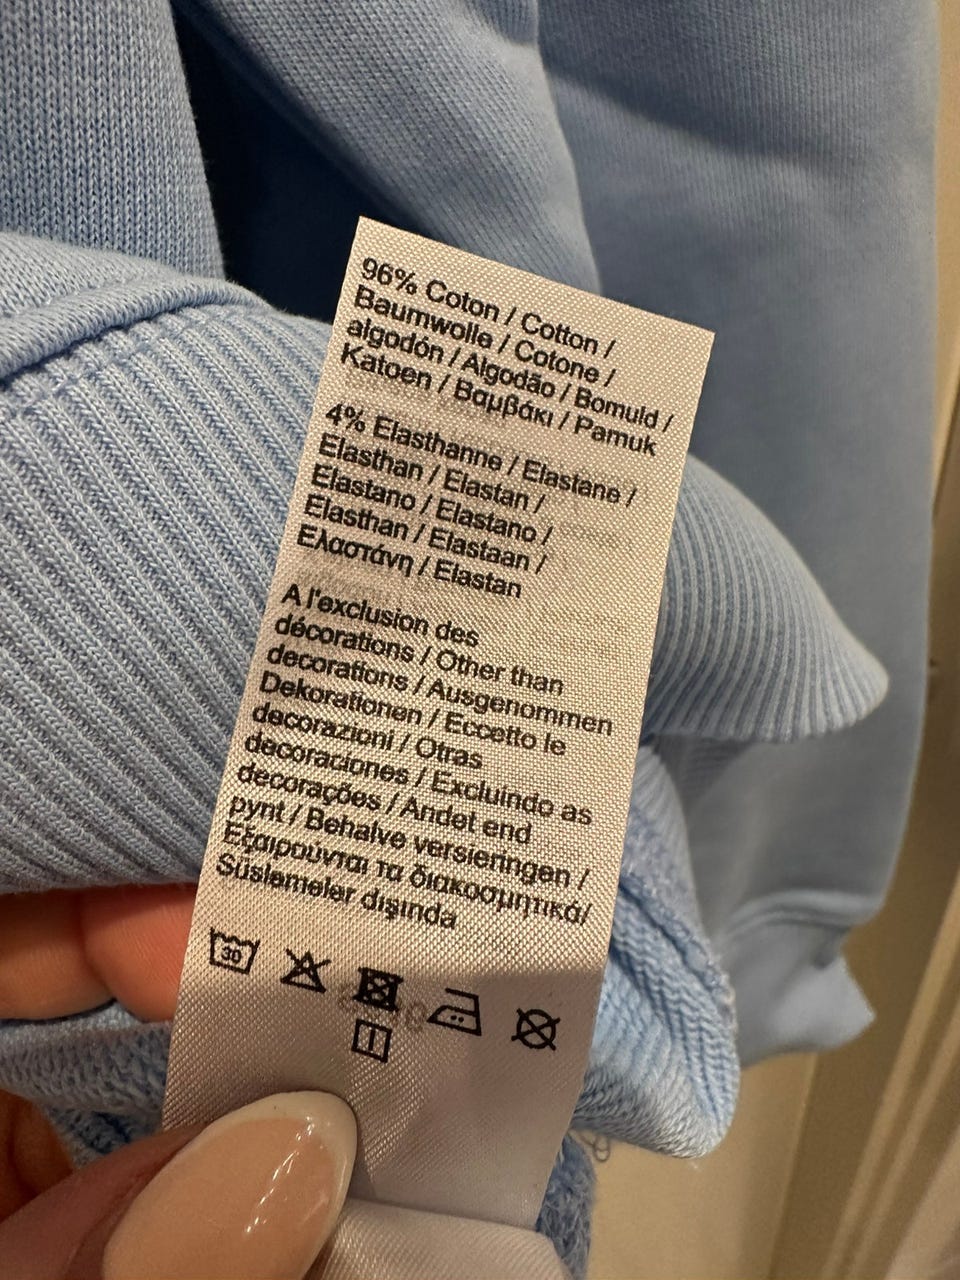 96% Coton / Cotton /
Baumwolle / Cotone /
algodón / Algodão / Bomuld /
Katoen / Βαμβάκι / Pamuk
4% Elasthanne / Elastane /
Elasthan / Elastan /
Elastano / Elastano /
Elasthan / Elastaan /
Ελαστάνη / Elastan
A l'exclusion des
décorations / Other than
decorations / Ausgenommen
Dekorationen / Eccetto le
decorazioni / Otras
decoraciones / Excluindo as
decorações / Andet end
pynt / Behalve versieringen /
Εξαιρούνται τα διακοσμητικά/
Süslemeler dışında
30